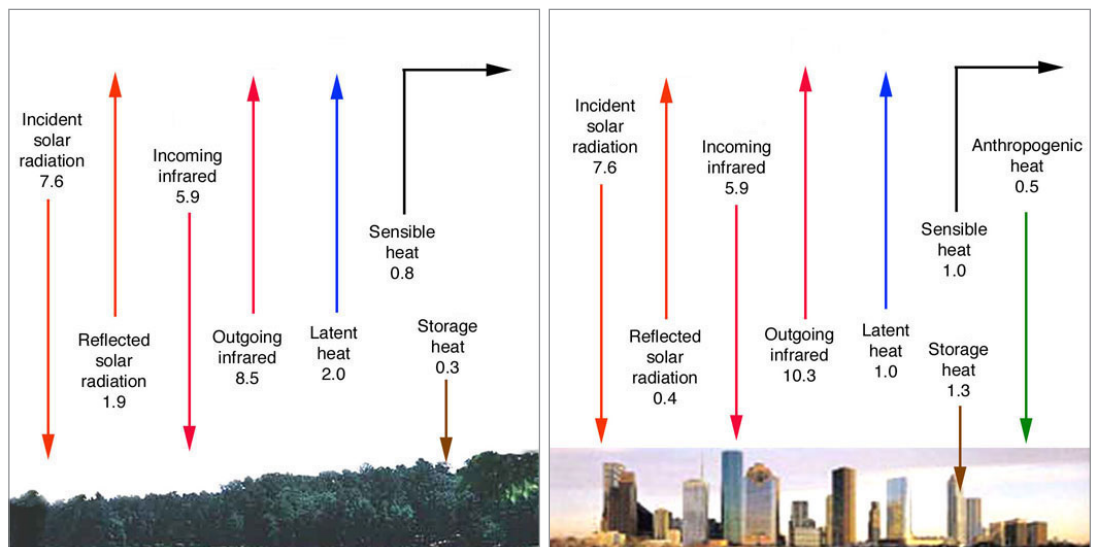 Incident
solar
radiation
7.6
Reflected
solar
radiation
1.9
Incoming
infrared
5.9
Outgoing
infrared
8.5
Latent
heat
2.0
Sensible
heat
0.8
Storage
heat
0.3
Incident
solar
radiation
7.6
Reflected
solar
radiation
0.4
Incoming
infrared
5.9
Outgoing
infrared
10.3
Latent
heat
1.0
Sensible
heat
1.0
Storage
heat
1.3
Anthropogenic
heat
0.5